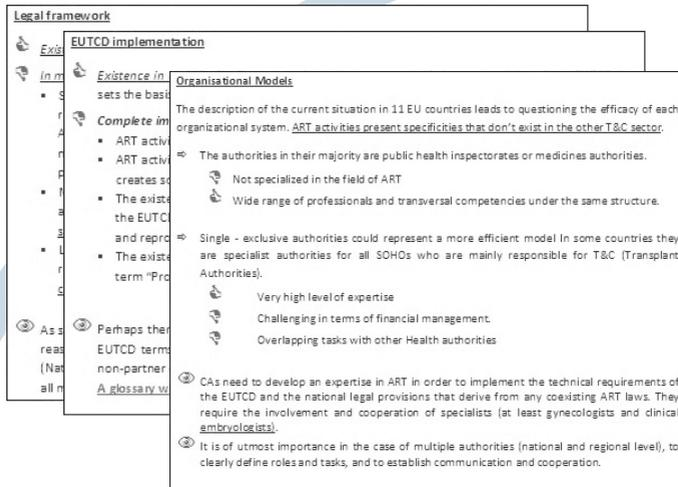 Legal framework
Exis
In m
▪ S
r
A
n
p
▪ N
a
s
▪ L
r
c
As s
reas
(Nat
all n
EUTCD implementation
Existence in
sets the basi
Complete im
▪ ART activi
▪ ART activi
creates so
▪ The existe
the EUTCI
and repro
▪ The existe
term "Pro
Perhaps ther
EUTCD terms
non-partner
A glossary w
Organisational Models
The description of the current situation in 11 EU countries leads to questioning the efficacy of each
organizational system. ART activities present specificities that don't exist in the other T&C sector.
⇨ The authorities in their majority are public health inspectorates or medicines authorities.
Not specialized in the field of ART
Wide range of professionals and transversal competencies under the same structure.
⇨ Single - exclusive authorities could represent a more efficient model In some countries they
are specialist authorities for all SOHOs who are mainly responsible for T&C (Transplant
Authorities).
Very high level of expertise
Challenging in terms of financial management.
Overlapping tasks with other Health authorities
CAs need to develop an expertise in ART in order to implement the technical requirements of
the EUTCD and the national legal provisions that derive from any coexisting ART laws. They
require the involvement and cooperation of specialists (at least gynecologists and clinical
embryologists).
It is of utmost importance in the case of multiple authorities (national and regional level), to
clearly define roles and tasks, and to establish communication and cooperation.